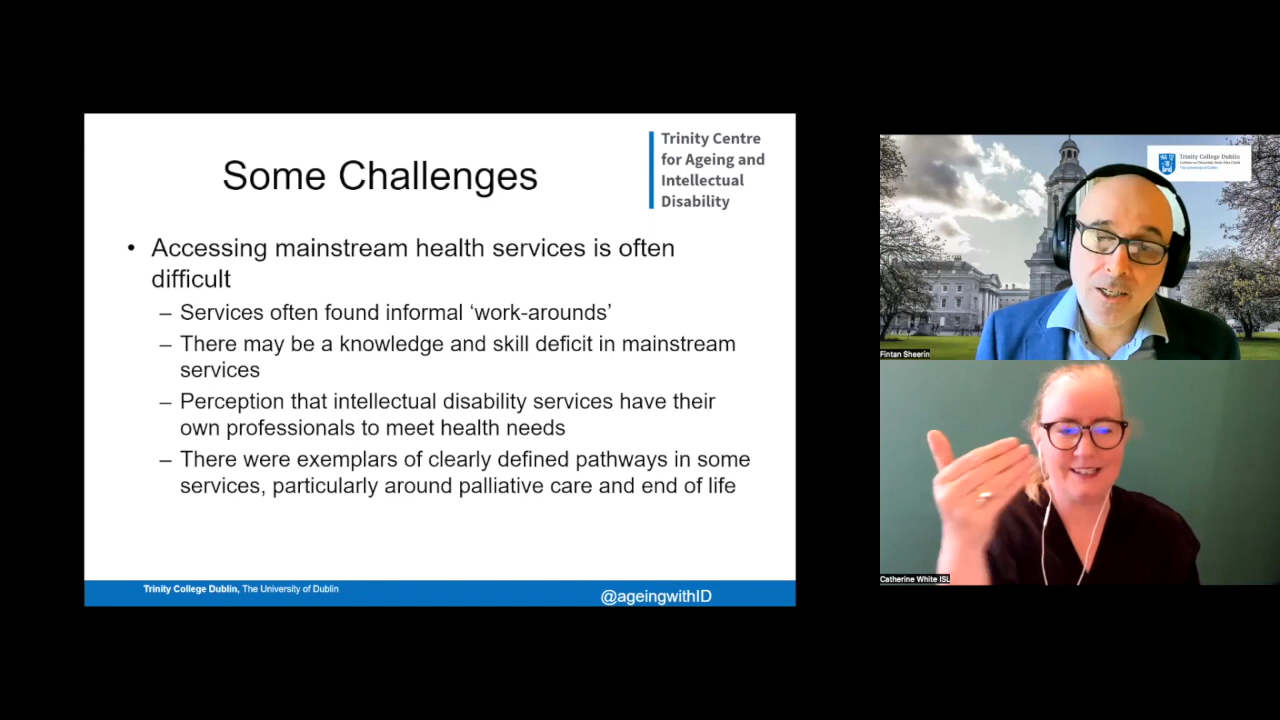 Some Challenges
Trinity Centre
for Ageing and
Intellectual
Disability
• Accessing mainstream health services is often
difficult
– Services often found informal ‘work-arounds’
– There may be a knowledge and skill deficit in mainstream
services
– Perception that intellectual disability services have their
own professionals to meet health needs
– There were exemplars of clearly defined pathways in some
services, particularly around palliative care and end of life
Trinity College Dublin, The University of Dublin
@ageingwithID
Trinity College Dublin
The University of Dublin
Fintan Sheerin
Catherine White ISL